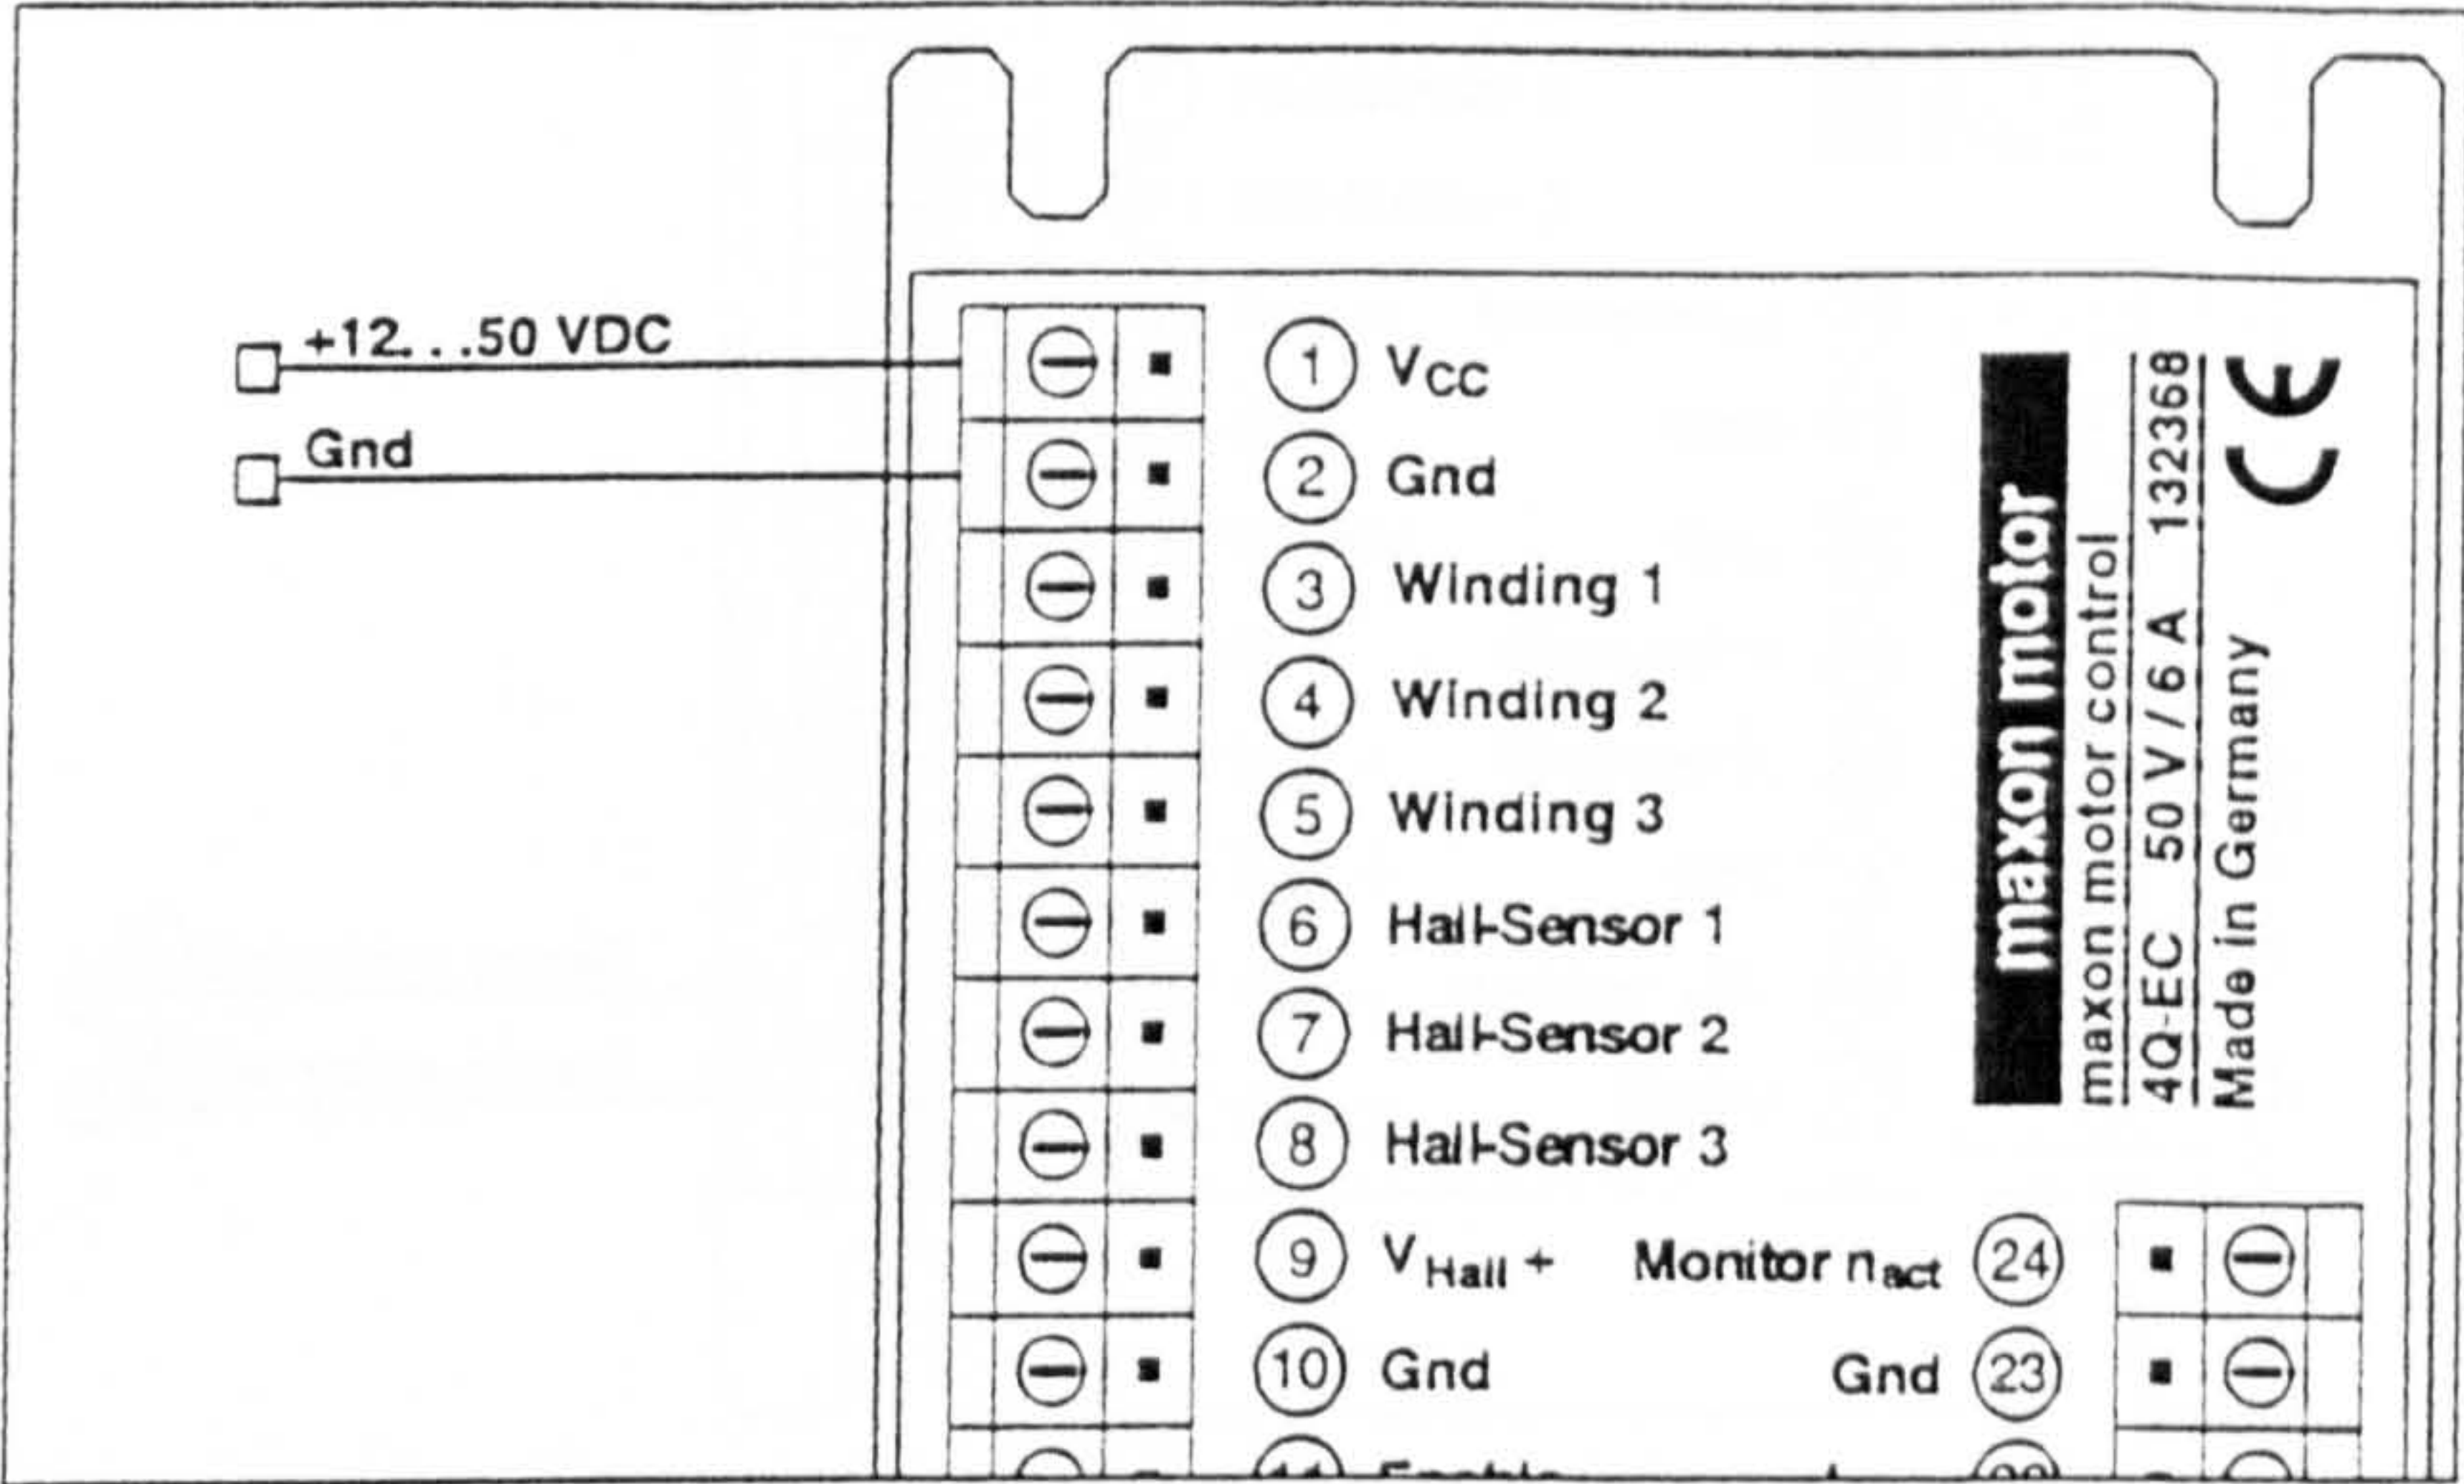 +12...50 VDC
Gnd
1 VCC
2 Gnd
3 Winding 1
4 Winding 2
5 Winding 3
6 Hall-Sensor 1
7 Hall-Sensor 2
8 Hall-Sensor 3
9 VHall + Monitor nact 24
10 Gnd Gnd 23
maxon motor
maxon motor control
4Q-EC 50 V / 6 A 132368
Made in Germany CE